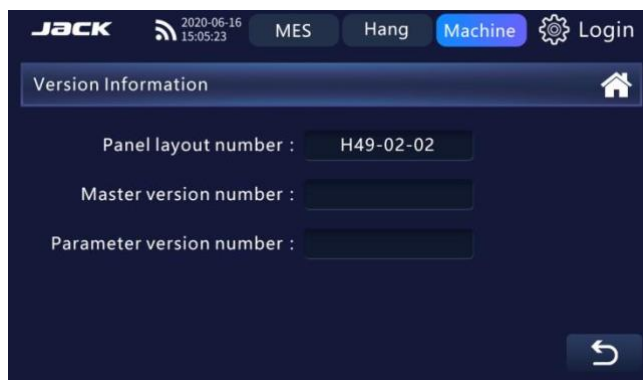 JACK
2020-06-16
15:05:23
MES
Hang
Machine
Login
Version Information
Panel layout number : H49-02-02
Master version number :
Parameter version number :